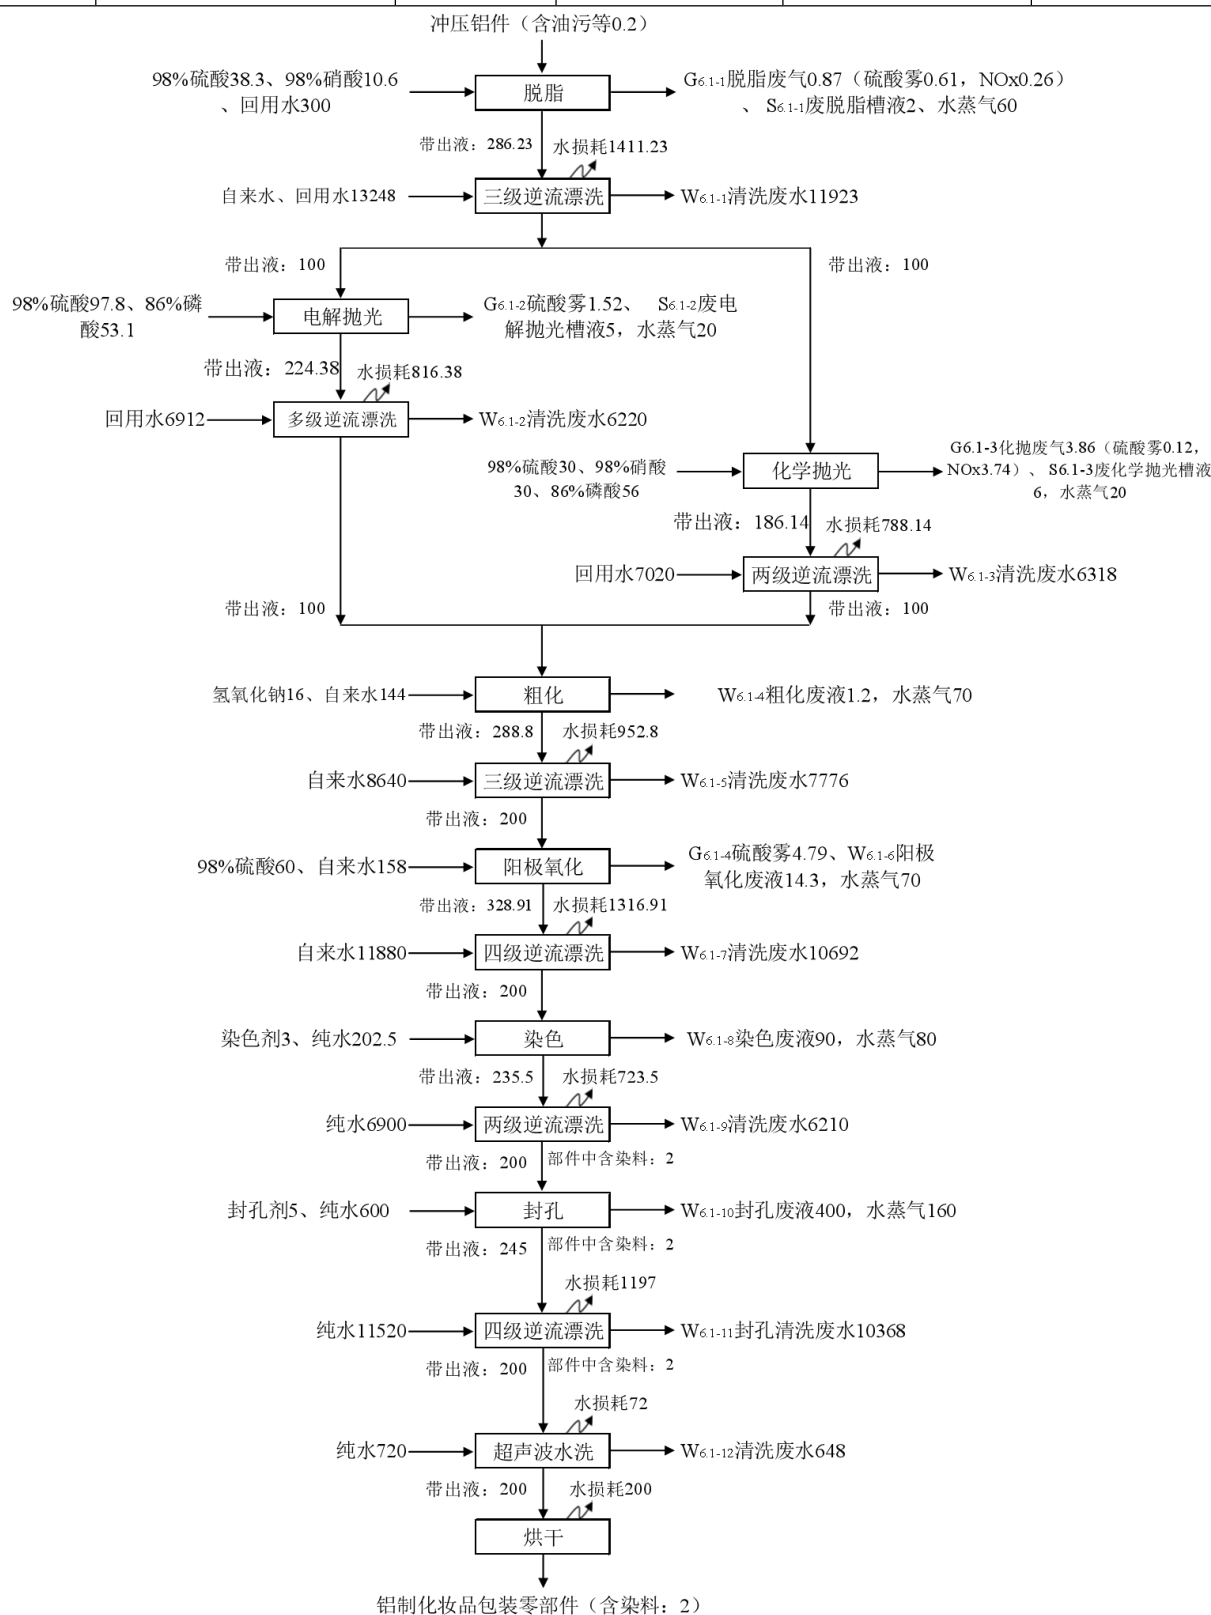 冲压铝件（含油污等0.2）
98%硫酸38.3、98%硝酸10.6
、回用水300
脱脂
G6.1-1脱脂废气0.87（硫酸雾0.61，NOx0.26）
、 S6.1-1废脱脂槽液2、水蒸气60
带出液：286.23
水损耗1411.23
自来水、回用水13248
三级逆流漂洗
W6.1-1清洗废水11923
带出液：100
带出液：100
98%硫酸97.8、86%磷
酸53.1
电解抛光
G6.1-2硫酸雾1.52、 S6.1-2废电
解抛光槽液5，水蒸气20
带出液：224.38
水损耗816.38
回用水6912
多级逆流漂洗
W6.1-2清洗废水6220
98%硫酸30、98%硝酸
30、86%磷酸56
化学抛光
G6.1-3化抛废气3.86（硫酸雾0.12，
NOx3.74）、 S6.1-3废化学抛光槽液
6，水蒸气20
带出液：186.14
水损耗788.14
回用水7020
两级逆流漂洗
W6.1-3清洗废水6318
带出液：100
带出液：100
氢氧化钠16、自来水144
粗化
W6.1-4粗化废液1.2，水蒸气70
带出液：288.8
水损耗952.8
自来水8640
三级逆流漂洗
W6.1-5清洗废水7776
带出液：200
98%硫酸60、自来水158
阳极氧化
G6.1-4硫酸雾4.79、W6.1-6阳极
氧化废液14.3，水蒸气70
带出液：328.91
水损耗1316.91
自来水11880
四级逆流漂洗
W6.1-7清洗废水10692
带出液：200
染色剂3、纯水202.5
染色
W6.1-8染色废液90，水蒸气80
带出液：235.5
水损耗723.5
纯水6900
两级逆流漂洗
W6.1-9清洗废水6210
带出液：200
部件中含染料：2
封孔剂5、纯水600
封孔
W6.1-10封孔废液400，水蒸气160
带出液：245
部件中含染料：2
水损耗1197
纯水11520
四级逆流漂洗
W6.1-11封孔清洗废水10368
带出液：200
部件中含染料：2
水损耗72
纯水720
超声波水洗
W6.1-12清洗废水648
带出液：200
水损耗200
烘干
铝制化妆品包装零部件（含染料：2）